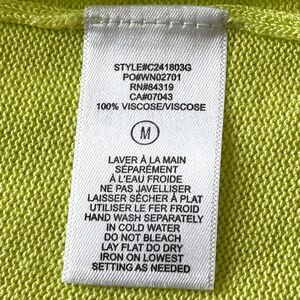 STYLE#C241803G
PO#WN02701
RN#84319
CA#07043
100% VISCOSE/VISCOSE
M
LAVER À LA MAIN
SÉPARÉMENT
À L'EAU FROIDE
NE PAS JAVELLISER
LAISSER SÉCHER À PLAT
UTILISER LE FER FROID
HAND WASH SEPARATELY
IN COLD WATER
DO NOT BLEACH
LAY FLAT DO DRY
IRON ON LOWEST
SETTING AS NEEDED